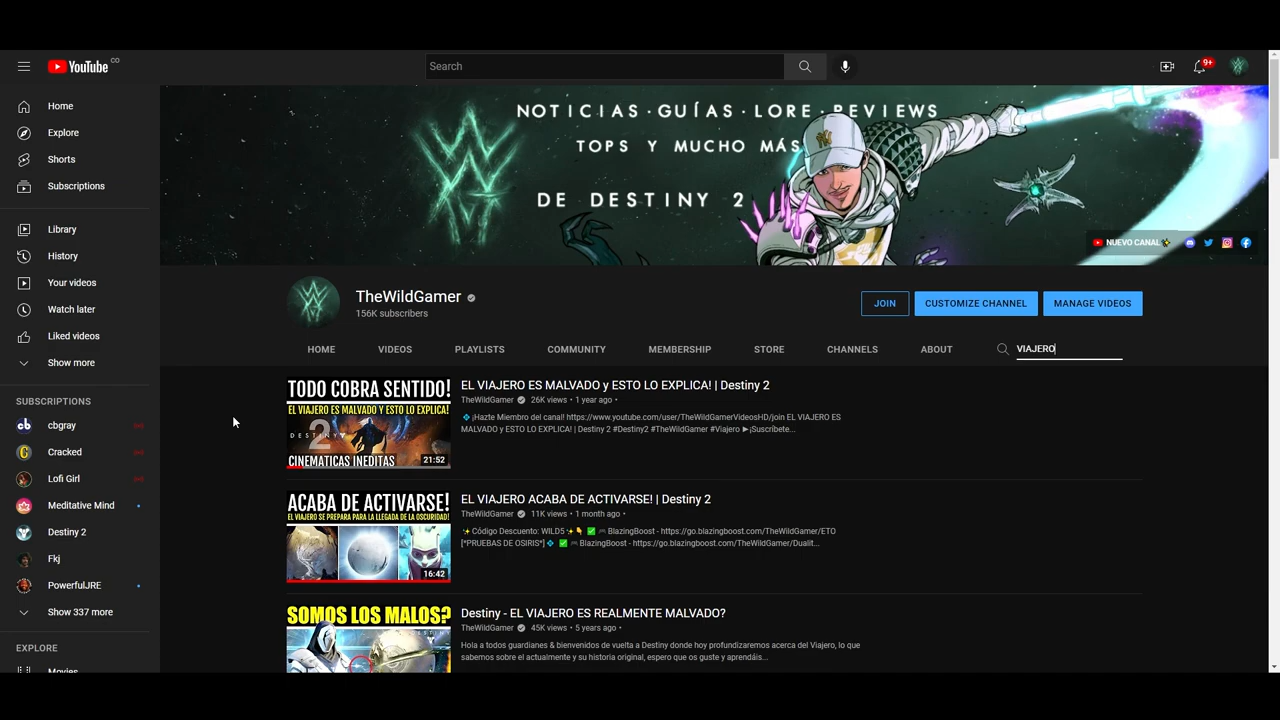 YouTube CO
Search
9+
Home
Explore
Shorts
Subscriptions
Library
History
Your videos
Watch later
Liked videos
Show more
SUBSCRIPTIONS
cbgray
Cracked
Lofi Girl
Meditative Mind
Destiny 2
Fkj
PowerfulJRE
Show 337 more
EXPLORE
Movies
NOTICIAS·GUÍAS·LORE·REVIEWS
TOPS Y MUCHO MÁS
DE DESTINY 2
NUEVO CANAL
TheWildGamer
156K subscribers
JOIN
CUSTOMIZE CHANNEL
MANAGE VIDEOS
HOME
VIDEOS
PLAYLISTS
COMMUNITY
MEMBERSHIP
STORE
CHANNELS
ABOUT
VIAJERO
TODO COBRA SENTIDO!
EL VIAJERO ES MALVADO y ESTO LO EXPLICA!
DESTINY 2
CINEMATICAS INEDITAS
21:52
EL VIAJERO ES MALVADO y ESTO LO EXPLICA! | Destiny 2
TheWildGamer 26K views • 1 year ago •
¡Hazte Miembro del canal! https://www.youtube.com/user/TheWildGamerVideosHD/join EL VIAJERO ES
MALVADO y ESTO LO EXPLICA! | Destiny 2 #Destiny2 #TheWildGamer #Viajero ►¡Suscríbete...
ACABA DE ACTIVARSE!
EL VIAJERO SE PREPARA PARA LA LLEGADA DE LA OSCURIDAD!
16:42
EL VIAJERO ACABA DE ACTIVARSE! | Destiny 2
TheWildGamer 11K views • 1 month ago •
✨Código Descuento: WILD5✨👇 ✅🎮BlazingBoost - https://go.blazingboost.com/TheWildGamer/ETO
[*PRUEBAS DE OSIRIS*]💠 ✅🎮BlazingBoost - https://go.blazingboost.com/TheWildGamer/Dualit...
SOMOS LOS MALOS?
Destiny - EL VIAJERO ES REALMENTE MALVADO?
TheWildGamer 45K views • 5 years ago •
Hola a todos guardianes & bienvenidos de vuelta a Destiny donde hoy profundizaremos acerca del Viajero, lo que
sabemos sobre el actualmente y su historia original, espero que os guste y aprendáis...